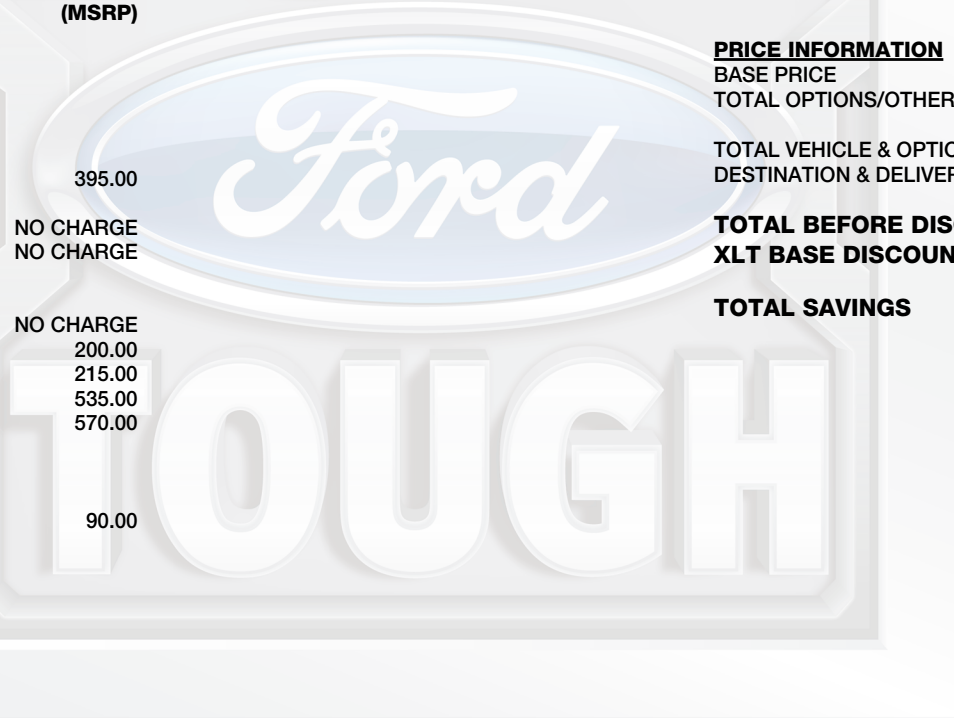 (MSRP)
395.00
NO CHARGE
NO CHARGE
NO CHARGE
200.00
215.00
535.00
570.00
90.00
PRICE INFORMATION
BASE PRICE
TOTAL OPTIONS/OTHER
TOTAL VEHICLE & OPTIO
DESTINATION & DELIVER
TOTAL BEFORE DISC
XLT BASE DISCOUN
TOTAL SAVINGS
Ford
TOUGH